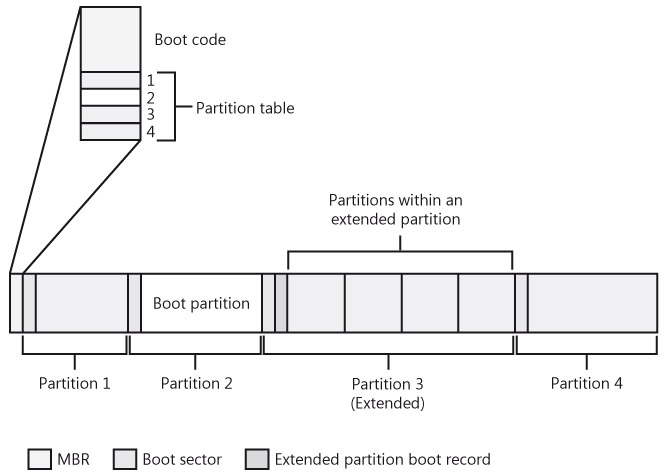 Boot code
1
2
3
4
Partition table
Partitions within an
extended partition
Boot partition
Partition 1
Partition 2
Partition 3
(Extended)
Partition 4
MBR
Boot sector
Extended partition boot record